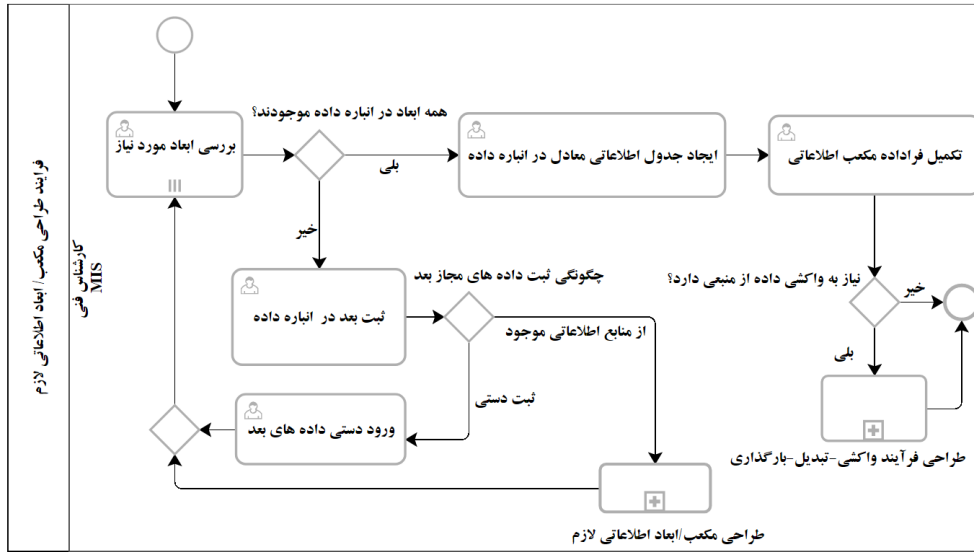 فرایند طراحی مکعب/ ابعاد اطلاعاتی لازم
کارشناس فنی
MIS
بررسی ابعاد مورد نیاز
همه ابعاد در انباره داده موجودند؟
بلی
ایجاد جدول اطلاعاتی معادل در انباره داده
تکمیل فراداده مکعب اطلاعاتی
خیر
ثبت بعد در انباره داده
چگونگی ثبت داده های مجاز بعد
از منابع اطلاعاتی موجود
ثبت دستی
ورود دستی داده های بعد
طراحی مکعب/ابعاد اطلاعاتی لازم
نیاز به واکشی داده از منبعی دارد؟
خیر
بلی
طراحی فرآیند واکشی-تبدیل-بارگذاری